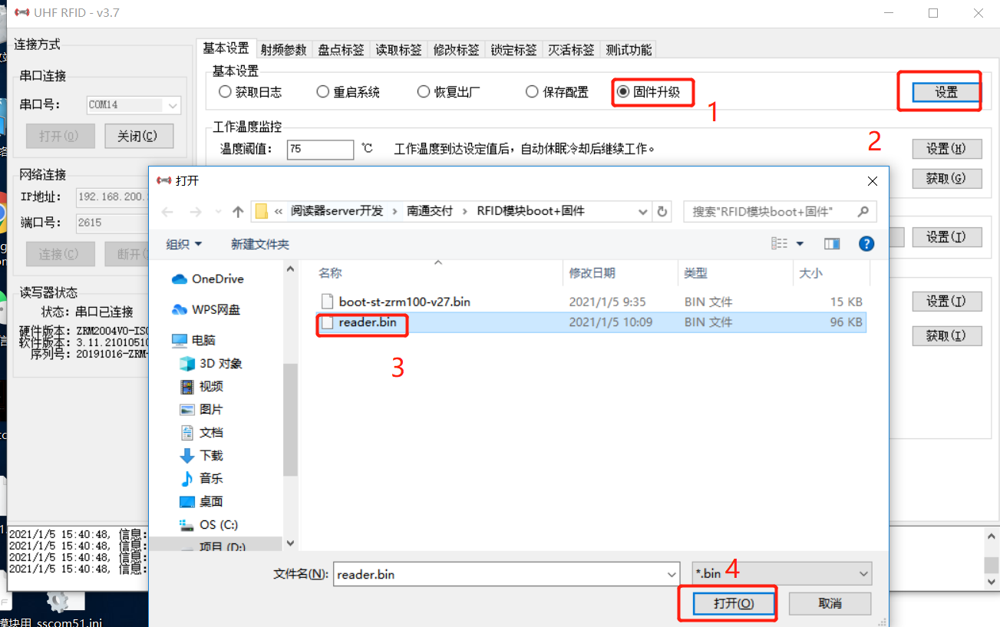 UHF RFID - v3.7
连接方式
串口连接
串口号: COM14
打开(O) 关闭(C)
网络连接
IP地址: 192.168.200.
端口号: 2615
连接(C) 断开(
读写器状态
状态: 串口已连接
硬件版本: ZRM2004V0-ISO
软件版本: 3.11.21010510
序列号: 20191016-ZRM-
基本设置 射频参数 盘点标签 读取标签 修改标签 锁定标签 灭活标签 测试功能
基本设置
获取日志 重启系统 恢复出厂 保存配置 固件升级 设置
1
2
工作温度监控
温度阈值: 75 ℃ 工作温度到达设定值后，自动休眠冷却后继续工作。
设置(H)
获取(G)
设置(I)
设置(I)
获取(I)
打开
« 阅读器server开发 › 南通交付 › RFID模块boot+固件
搜索"RFID模块boot+固件"
组织 新建文件夹
OneDrive
WPS网盘
电脑
3D 对象
视频
图片
文档
下载
音乐
桌面
OS (C:)
项目 (D:)
名称 修改日期 类型 大小
boot-st-zrm100-v27.bin 2021/1/5 9:35 BIN 文件 15 KB
reader.bin 2021/1/5 10:09 BIN 文件 96 KB
3
文件名(N): reader.bin *.bin
4
打开(O) 取消
2021/1/5 15:40:48, 信息:
2021/1/5 15:40:48, 信息:
2021/1/5 15:40:48, 信息:
2021/1/5 15:40:48, 信息:
模块用 sscom51.ini